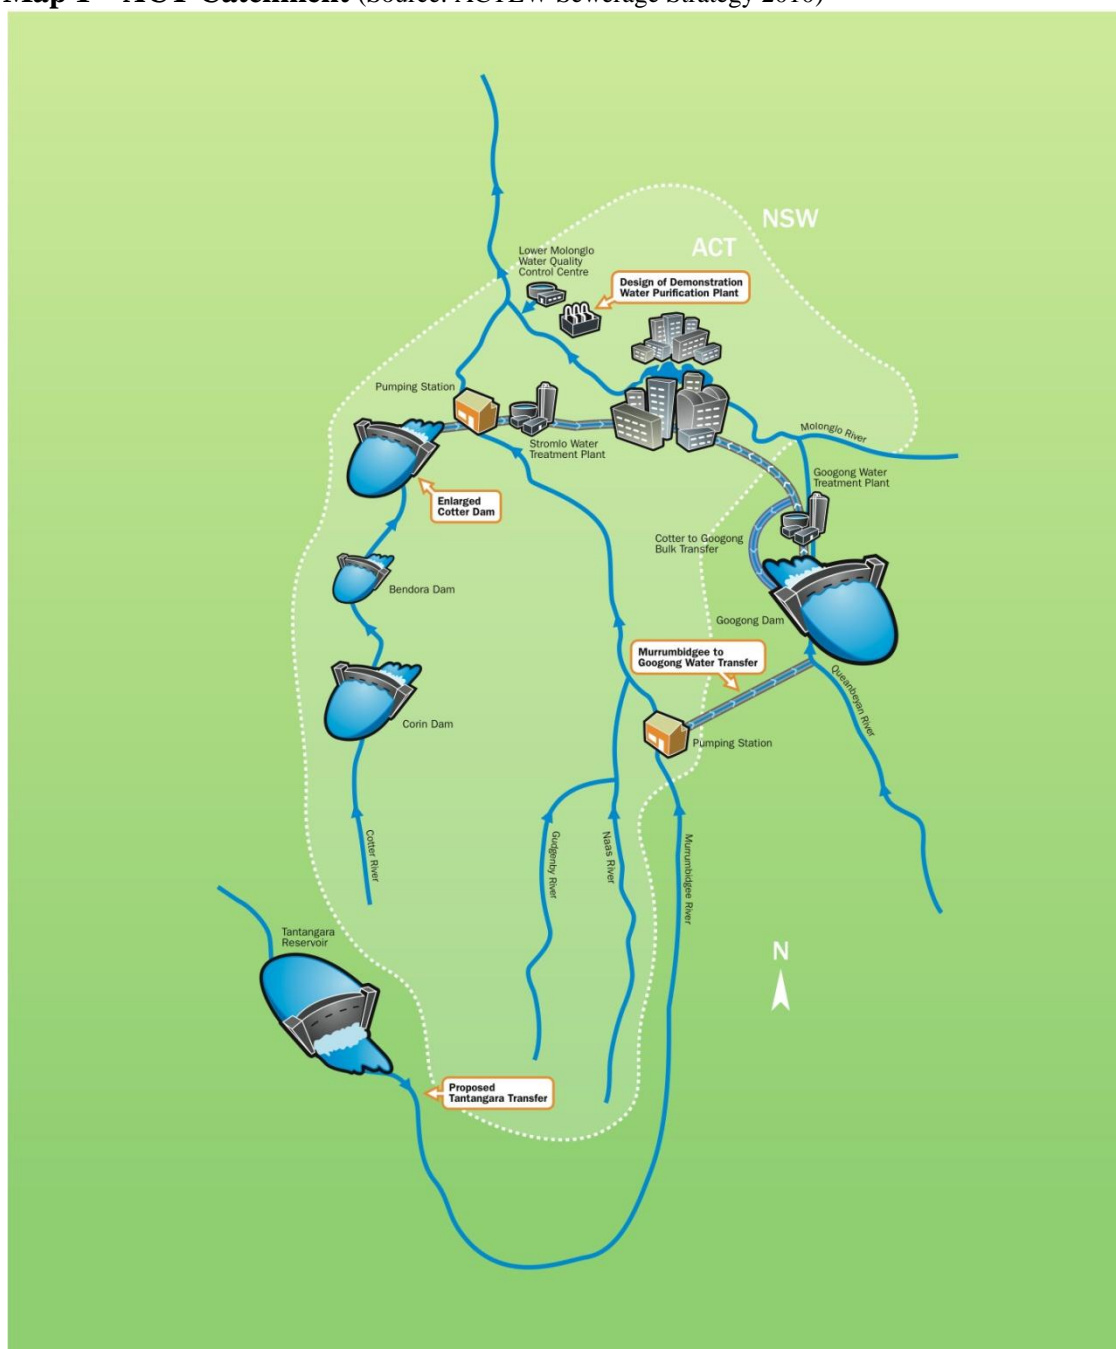 Map 1 – ACT Catchment (Source: ACTEW Sewerage Strategy 2010)
NSW
ACT
Lower Molonglo
Water Quality
Control Centre
Design of Demonstration
Water Purification Plant
Pumping Station
Stromlo Water
Treatment Plant
Molonglo River
Googong Water
Treatment Plant
Enlarged
Cotter Dam
Cotter to Googong
Bulk Transfer
Bendora Dam
Googong Dam
Murrumbidgee to
Googong Water Transfer
Queanbeyan River
Corin Dam
Pumping Station
Cotter River
Gudgenby River
Naas River
Murrumbidgee River
Tantangara
Reservoir
N
Proposed
Tantangara Transfer